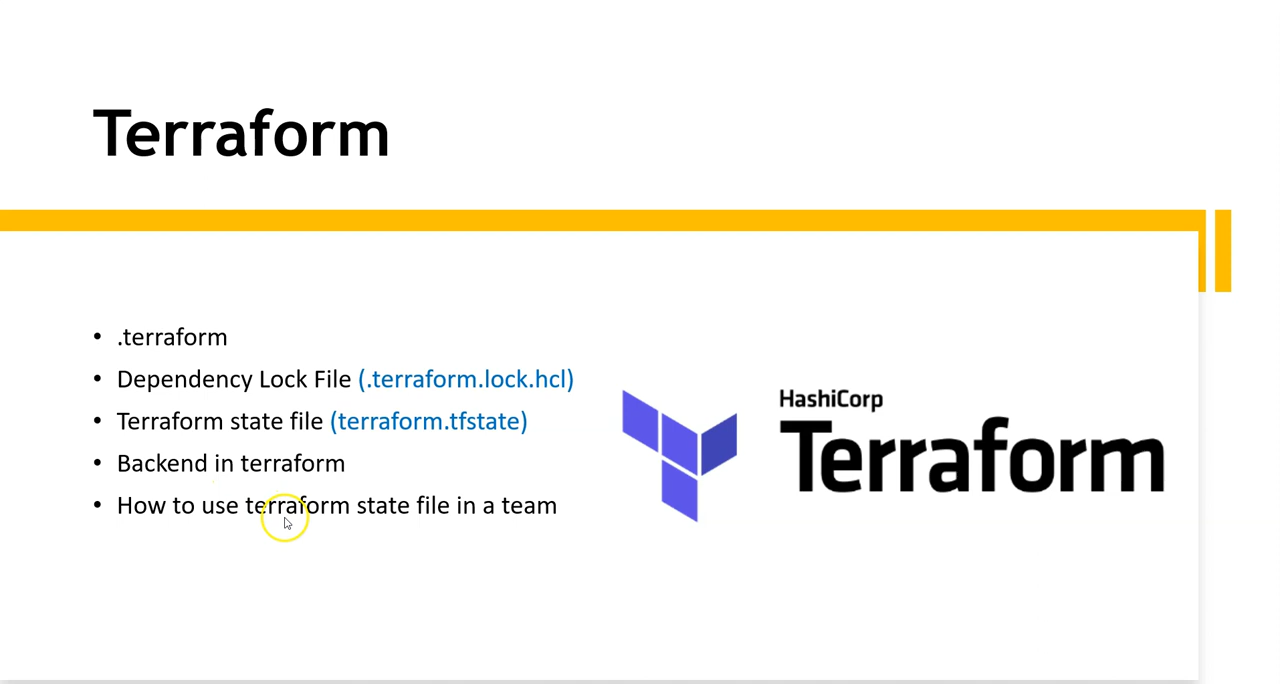 Terraform
• .terraform
• Dependency Lock File (.terraform.lock.hcl)
• Terraform state file (terraform.tfstate)
• Backend in terraform
• How to use terraform state file in a team
HashiCorp
Terraform